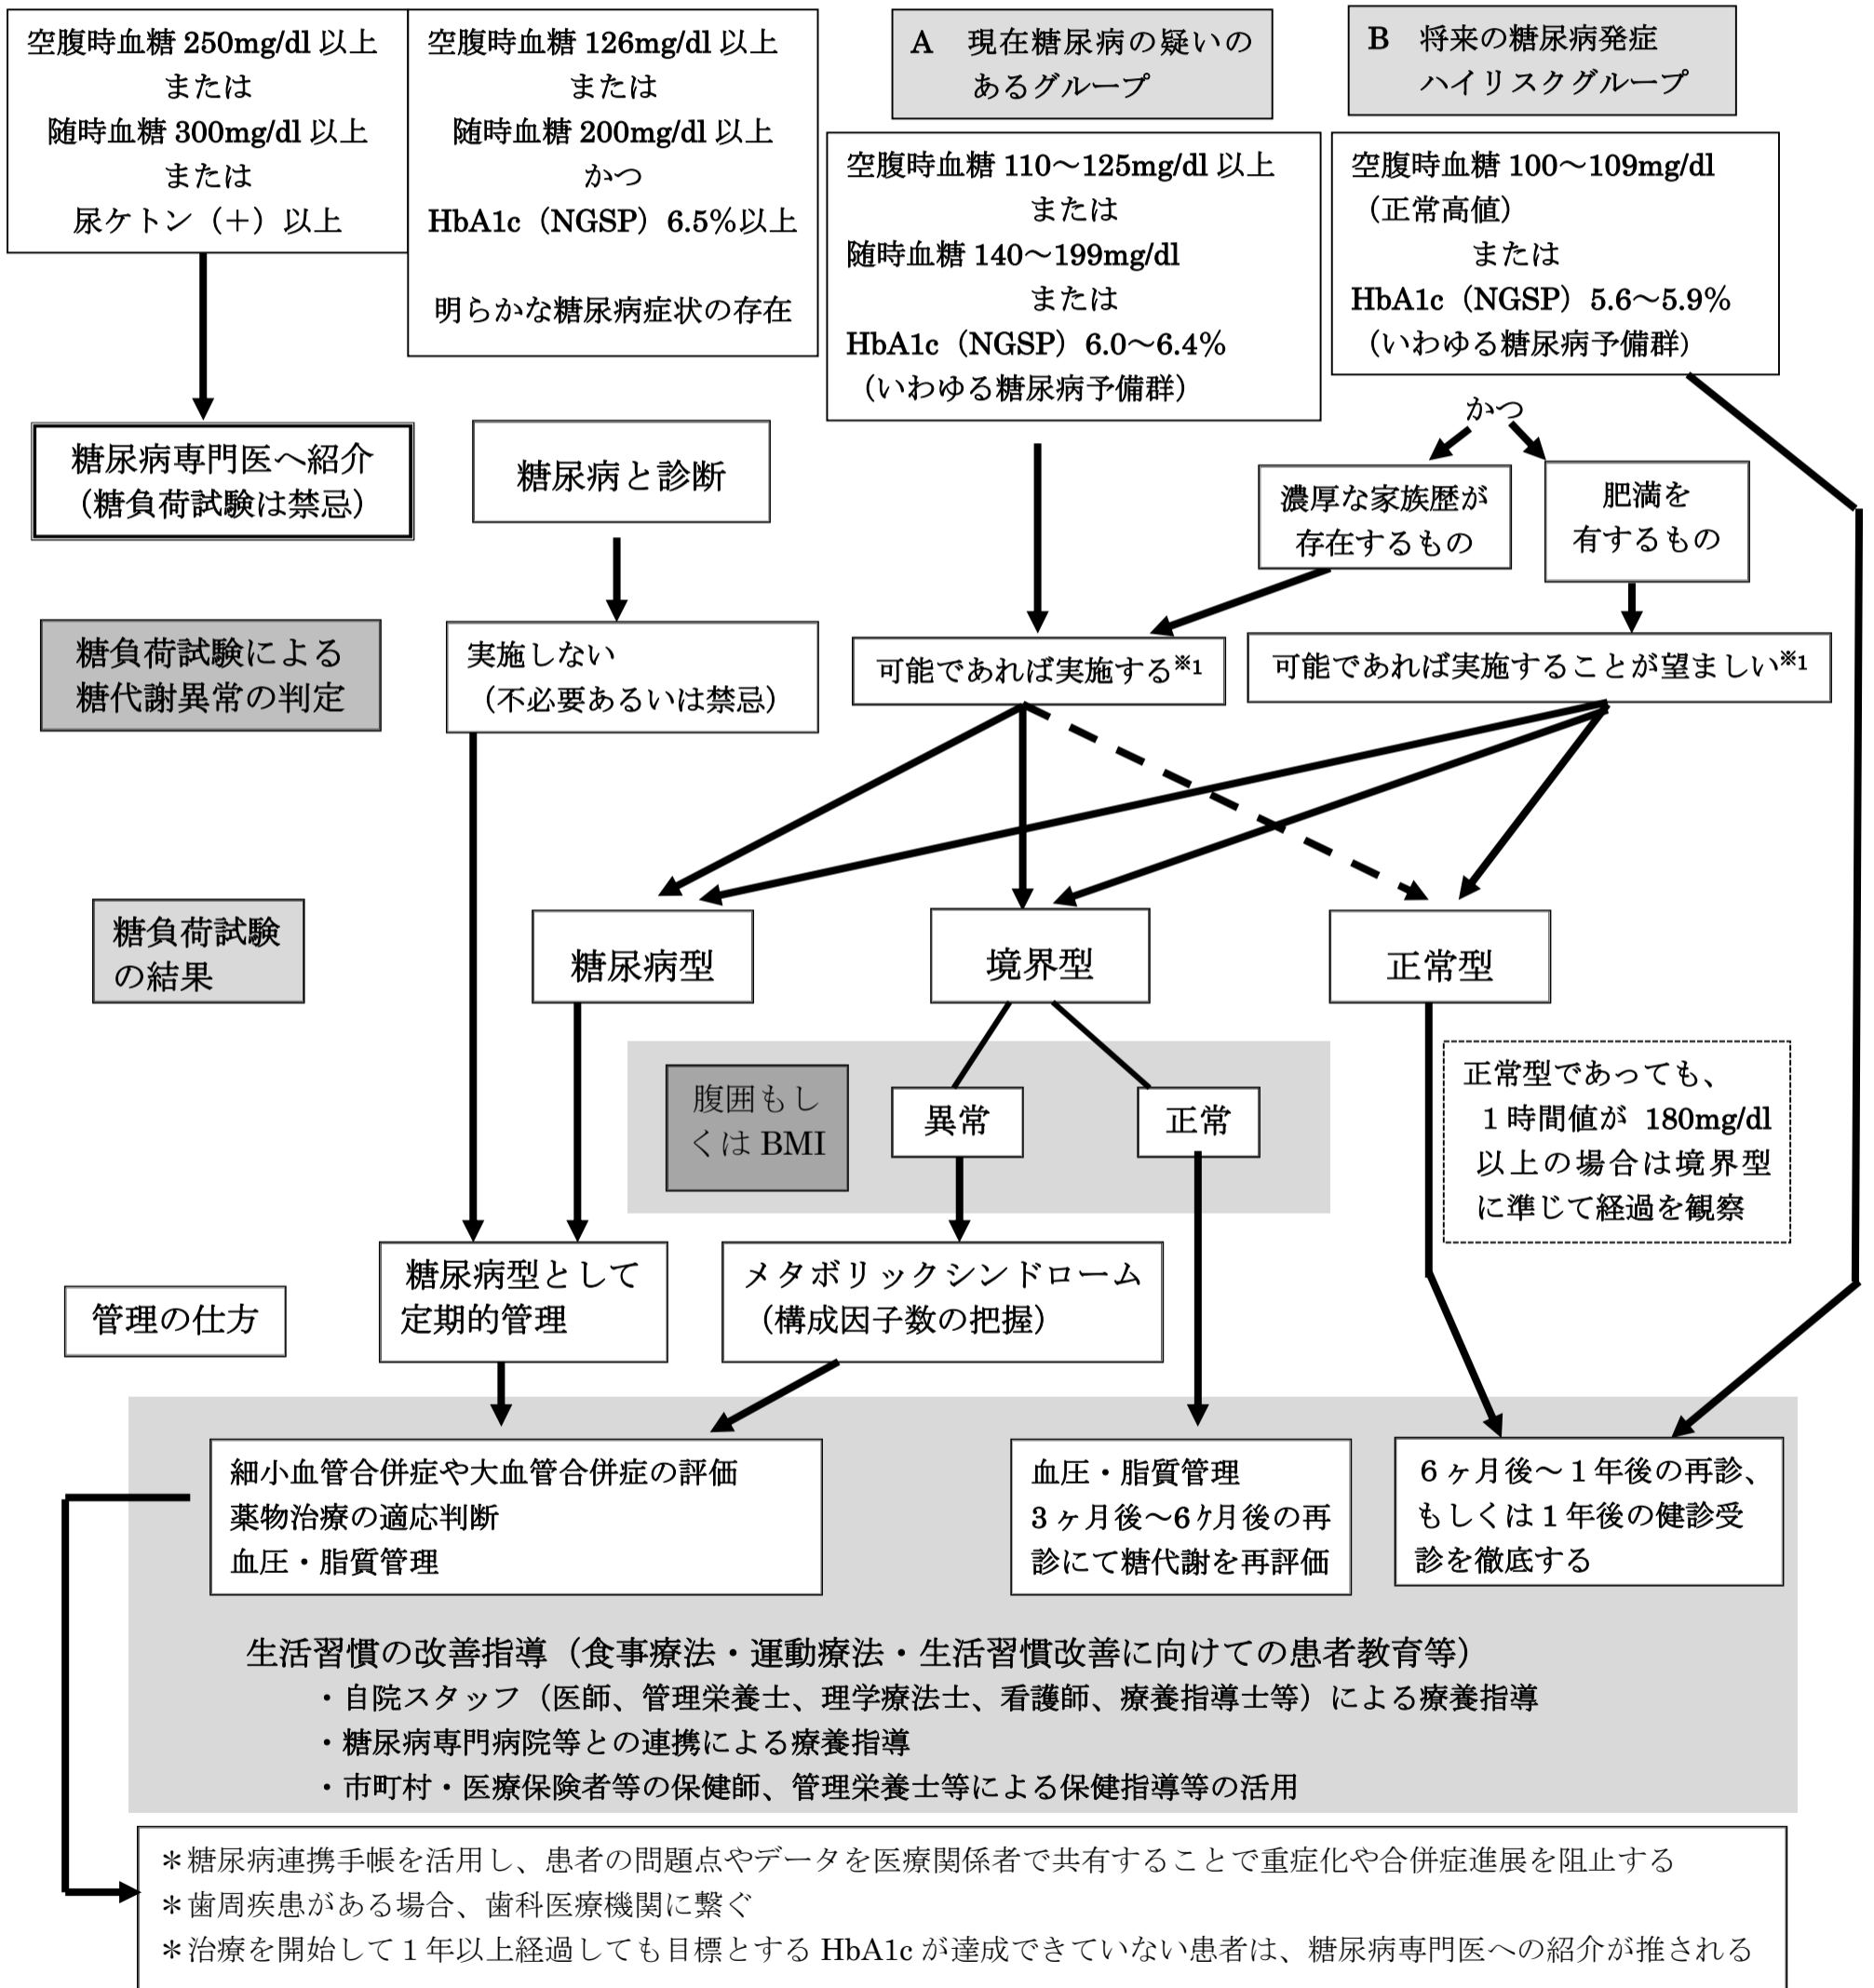 空腹時血糖 250mg/dl 以上
または
随時血糖 300mg/dl 以上
または
尿ケトン（＋）以上
空腹時血糖 126mg/dl 以上
または
随時血糖 200mg/dl 以上
かつ
HbA1c（NGSP）6.5%以上
明らかな糖尿病症状の存在
A　現在糖尿病の疑いの
あるグループ
空腹時血糖 110～125mg/dl 以上
または
随時血糖 140～199mg/dl
または
HbA1c（NGSP）6.0～6.4％
（いわゆる糖尿病予備群）
B　将来の糖尿病発症
ハイリスクグループ
空腹時血糖 100～109mg/dl
（正常高値）
または
HbA1c（NGSP）5.6～5.9％
（いわゆる糖尿病予備群）
かつ
糖尿病専門医へ紹介
（糖負荷試験は禁忌）
糖尿病と診断
濃厚な家族歴が
存在するもの
肥満を
有するもの
糖負荷試験による
糖代謝異常の判定
実施しない
（不必要あるいは禁忌）
可能であれば実施する※1
可能であれば実施することが望ましい※1
糖負荷試験
の結果
糖尿病型
境界型
正常型
腹囲もし
くは BMI
異常
正常
正常型であっても、
１時間値が 180mg/dl
以上の場合は境界型
に準じて経過を観察
管理の仕方
糖尿病型として
定期的管理
メタボリックシンドローム
（構成因子数の把握）
細小血管合併症や大血管合併症の評価
薬物治療の適応判断
血圧・脂質管理
血圧・脂質管理
3 ヶ月後～6ヶ月後の再
診にて糖代謝を再評価
６ヶ月後～１年後の再診、
もしくは１年後の健診受
診を徹底する
生活習慣の改善指導（食事療法・運動療法・生活習慣改善に向けての患者教育等）
・自院スタッフ（医師、管理栄養士、理学療法士、看護師、療養指導士等）による療養指導
・糖尿病専門病院等との連携による療養指導
・市町村・医療保険者等の保健師、管理栄養士等による保健指導等の活用
＊糖尿病連携手帳を活用し、患者の問題点やデータを医療関係者で共有することで重症化や合併症進展を阻止する
＊歯周疾患がある場合、歯科医療機関に繋ぐ
＊治療を開始して１年以上経過しても目標とする HbA1c が達成できていない患者は、糖尿病専門医への紹介が推される